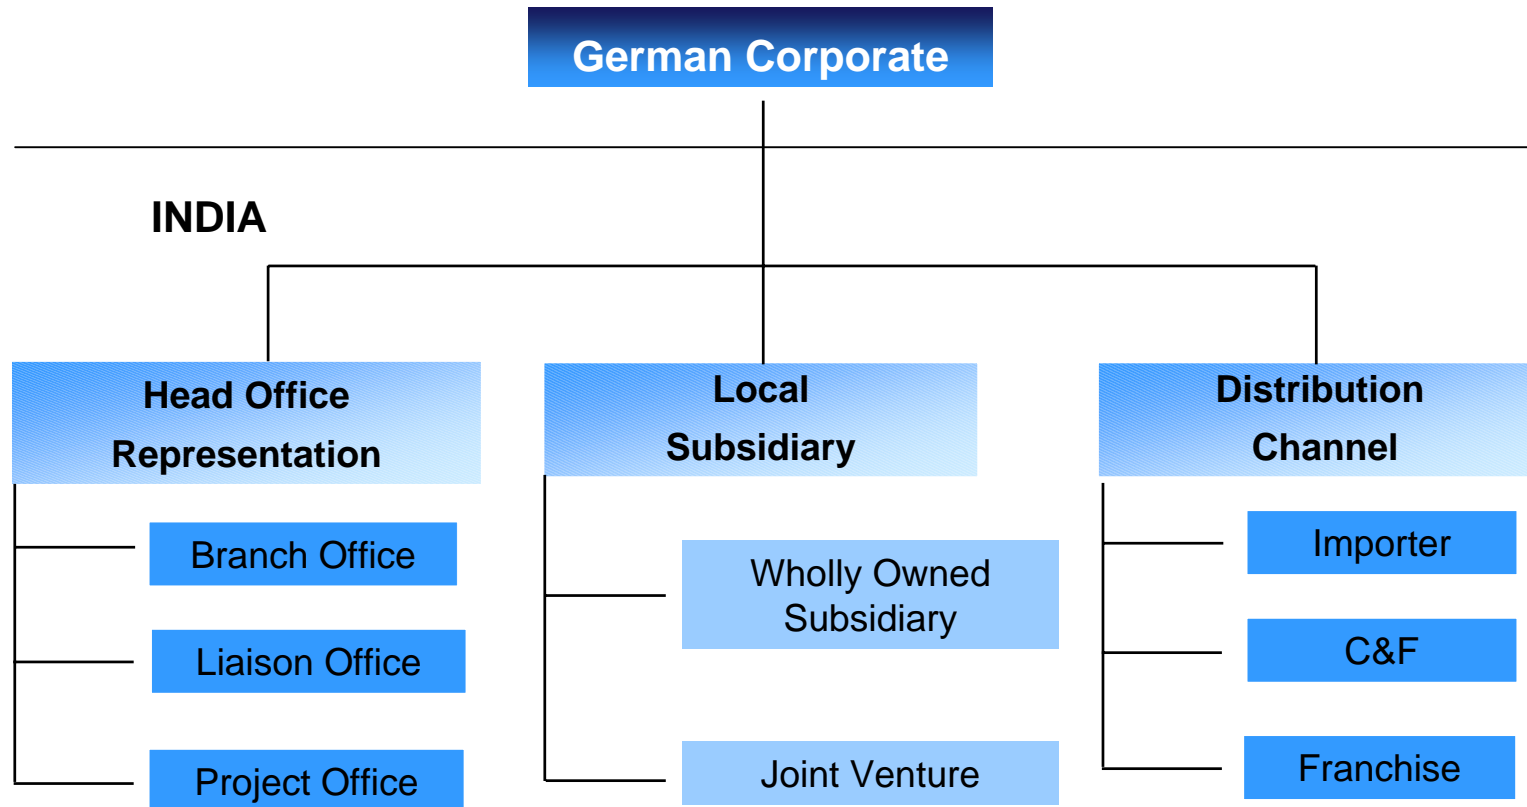 German Corporate
INDIA
Head Office
Representation
Branch Office
Liaison Office
Project Office
Local
Subsidiary
Wholly Owned
Subsidiary
Joint Venture
Distribution
Channel
Importer
C&F
Franchise